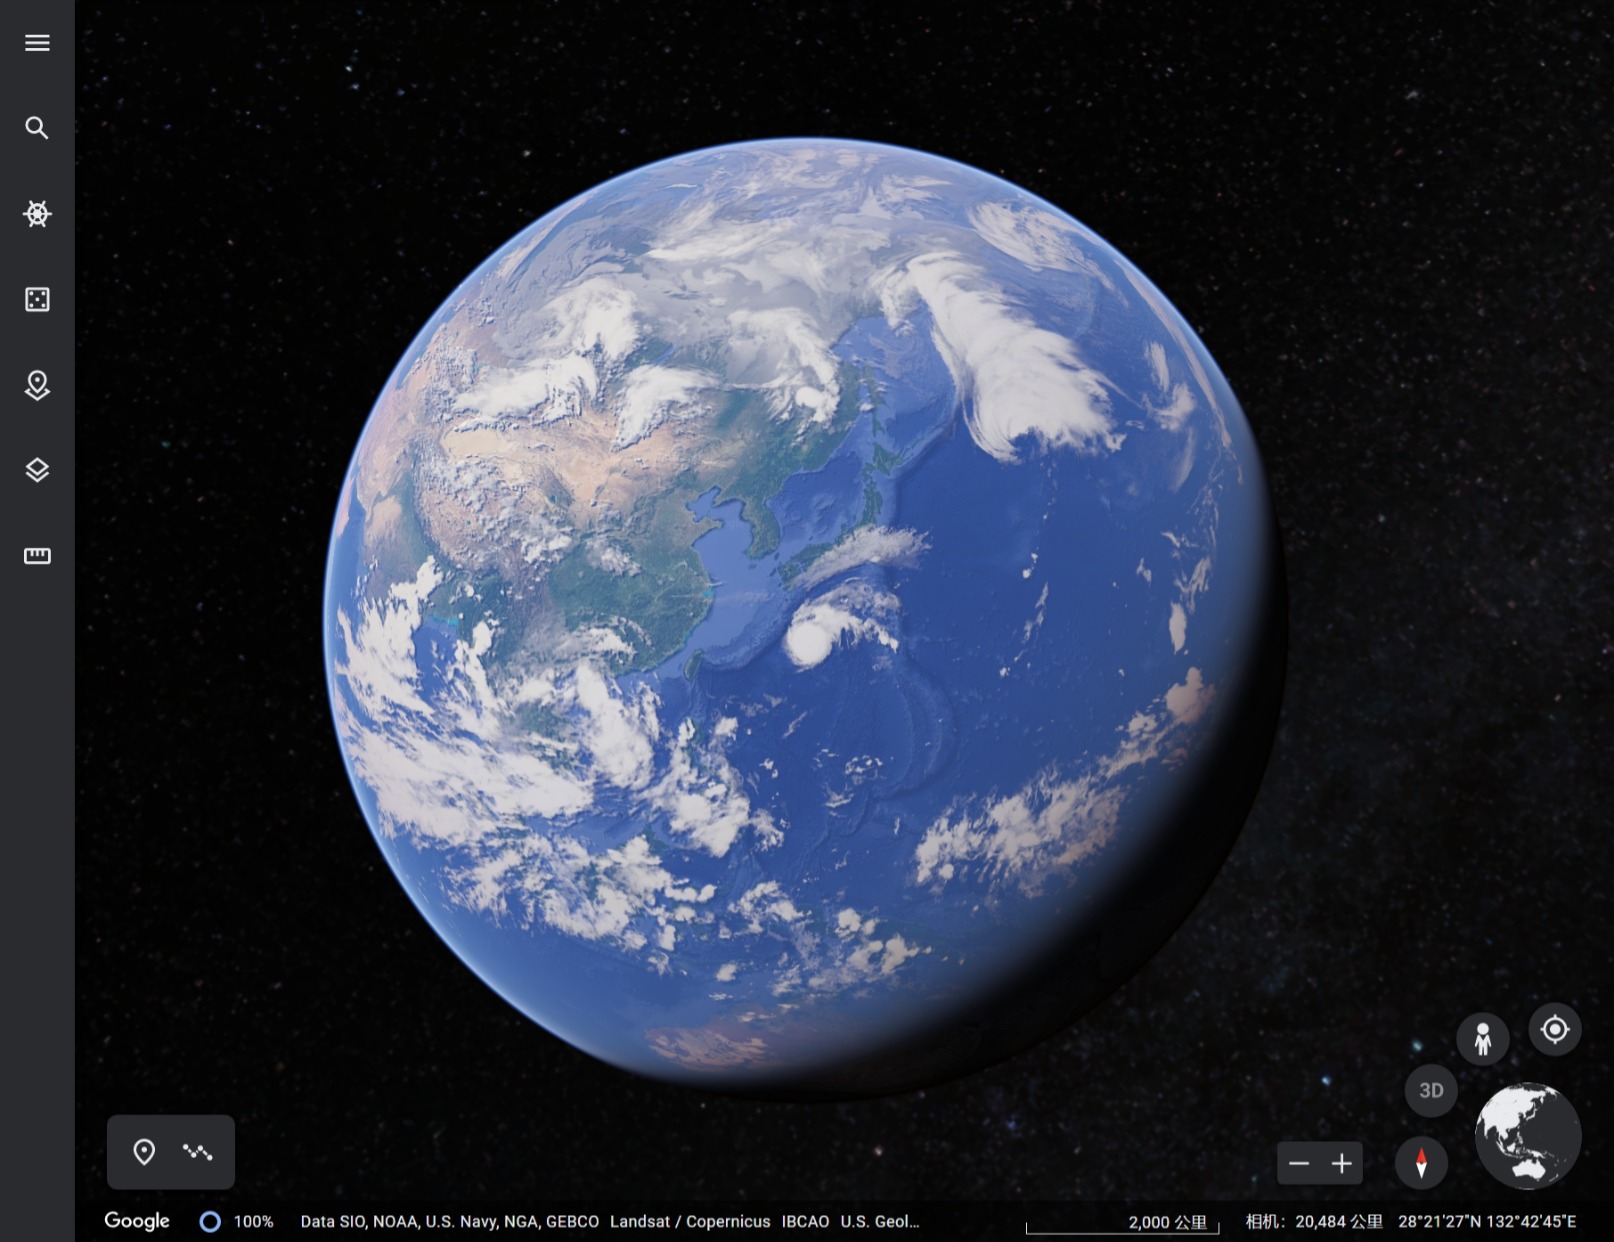 3D
Google 100% Data SIO, NOAA, U.S. Navy, NGA, GEBCO Landsat / Copernicus IBCAO U.S. Geol... 2,000 公里 相机：20,484 公里 28°21'27"N 132°42'45"E